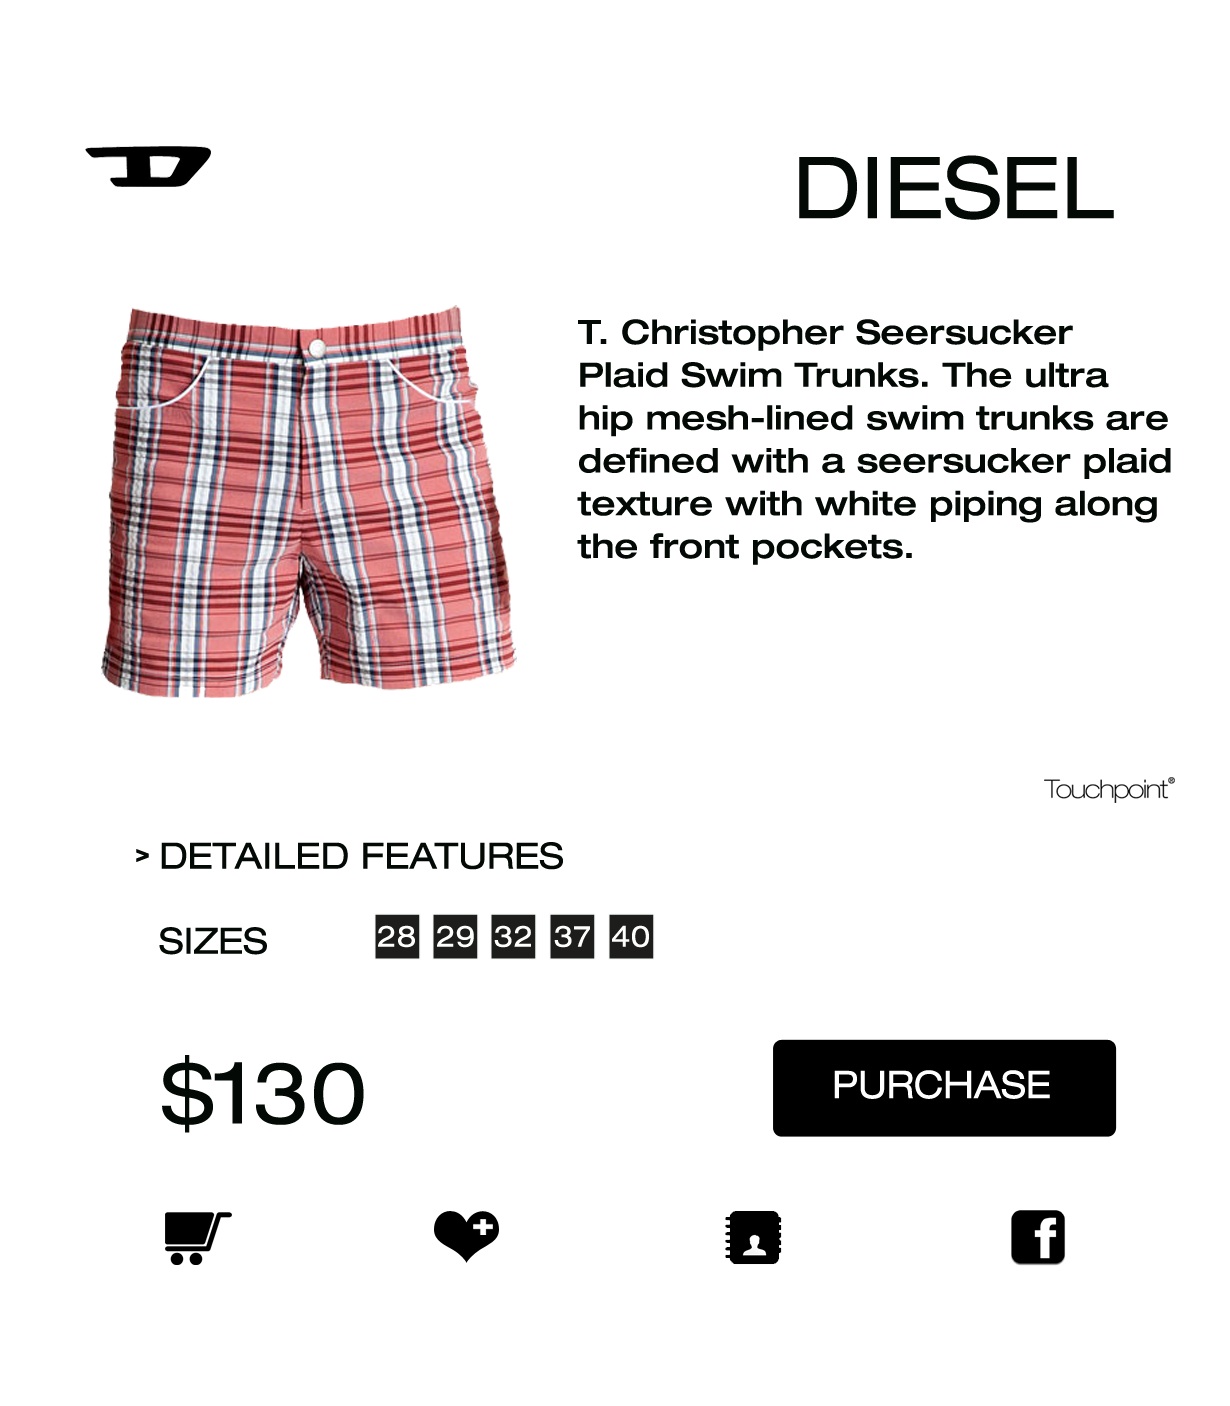 D
DIESEL
T. Christopher Seersucker
Plaid Swim Trunks. The ultra
hip mesh-lined swim trunks are
defined with a seersucker plaid
texture with white piping along
the front pockets.
Touchpoint®
> DETAILED FEATURES
SIZES 28 29 32 37 40
$130
PURCHASE
f